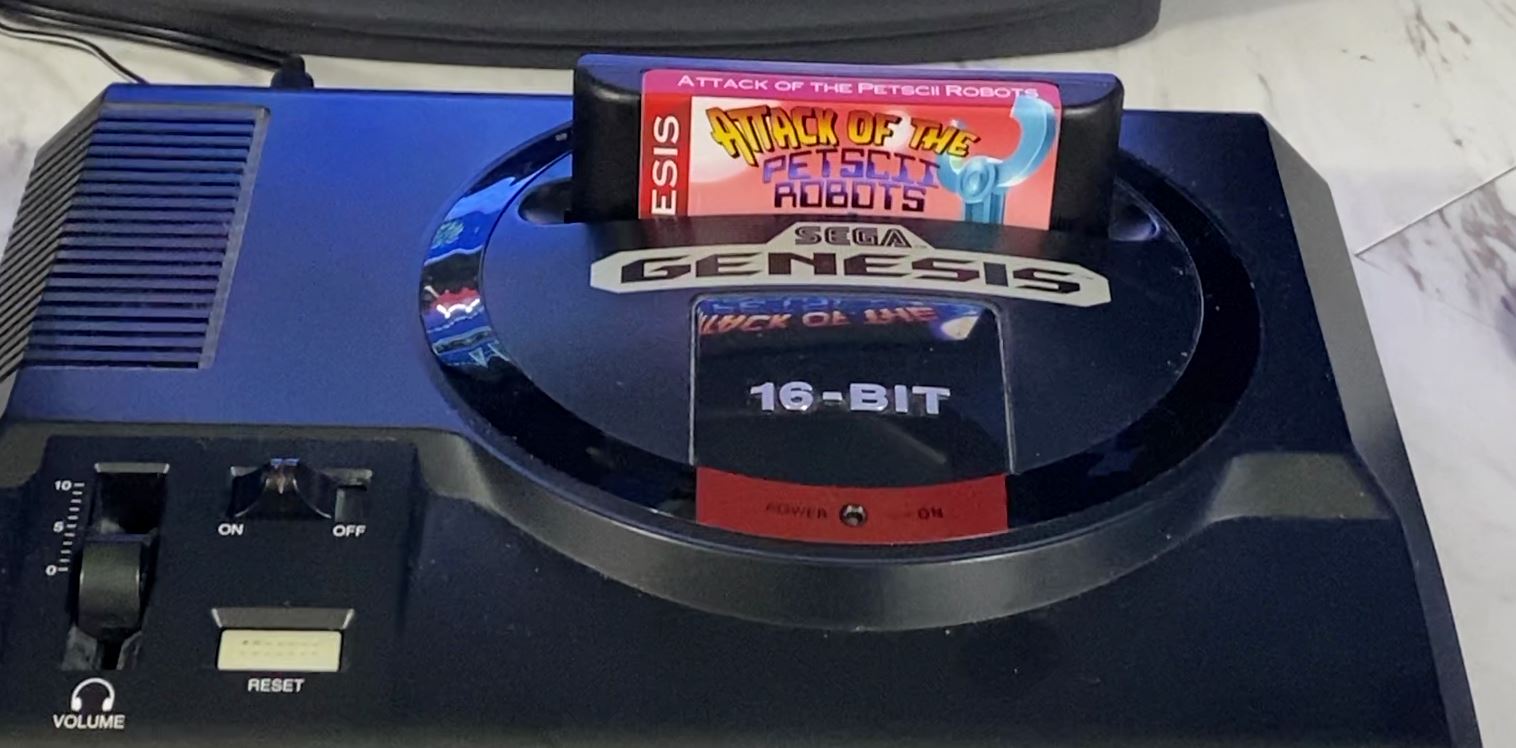 ATTACK OF THE PETSCII ROBOTS
ESIS
ATTACK OF THE
PETSCII
ROBOTS
SEGA™
GENESIS
16-BIT
POWER ON
10
5
0
ON OFF
RESET
VOLUME